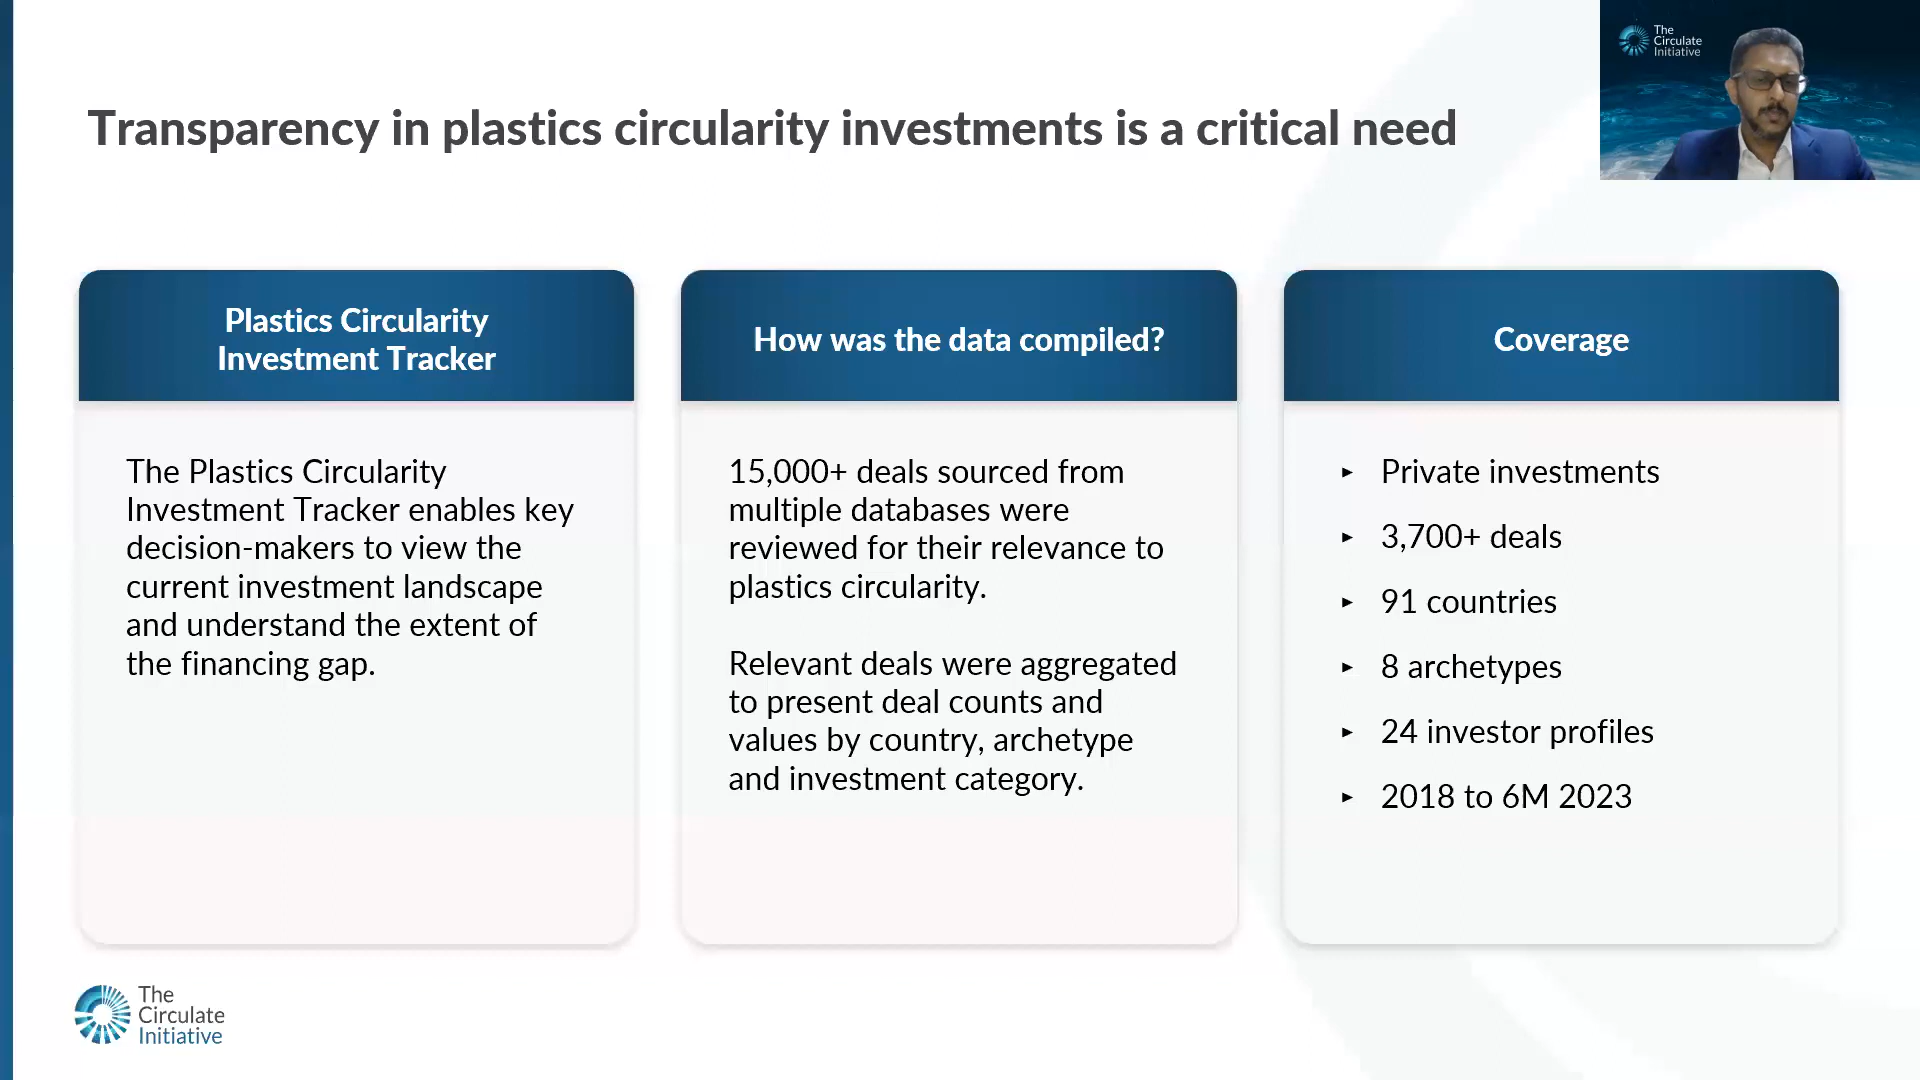 The
Circulate
Initiative
Transparency in plastics circularity investments is a critical need
Plastics Circularity
Investment Tracker
The Plastics Circularity
Investment Tracker enables key
decision-makers to view the
current investment landscape
and understand the extent of
the financing gap.
How was the data compiled?
15,000+ deals sourced from
multiple databases were
reviewed for their relevance to
plastics circularity.
Relevant deals were aggregated
to present deal counts and
values by country, archetype
and investment category.
Coverage
▸ Private investments
▸ 3,700+ deals
▸ 91 countries
▸ 8 archetypes
▸ 24 investor profiles
▸ 2018 to 6M 2023
The
Circulate
Initiative